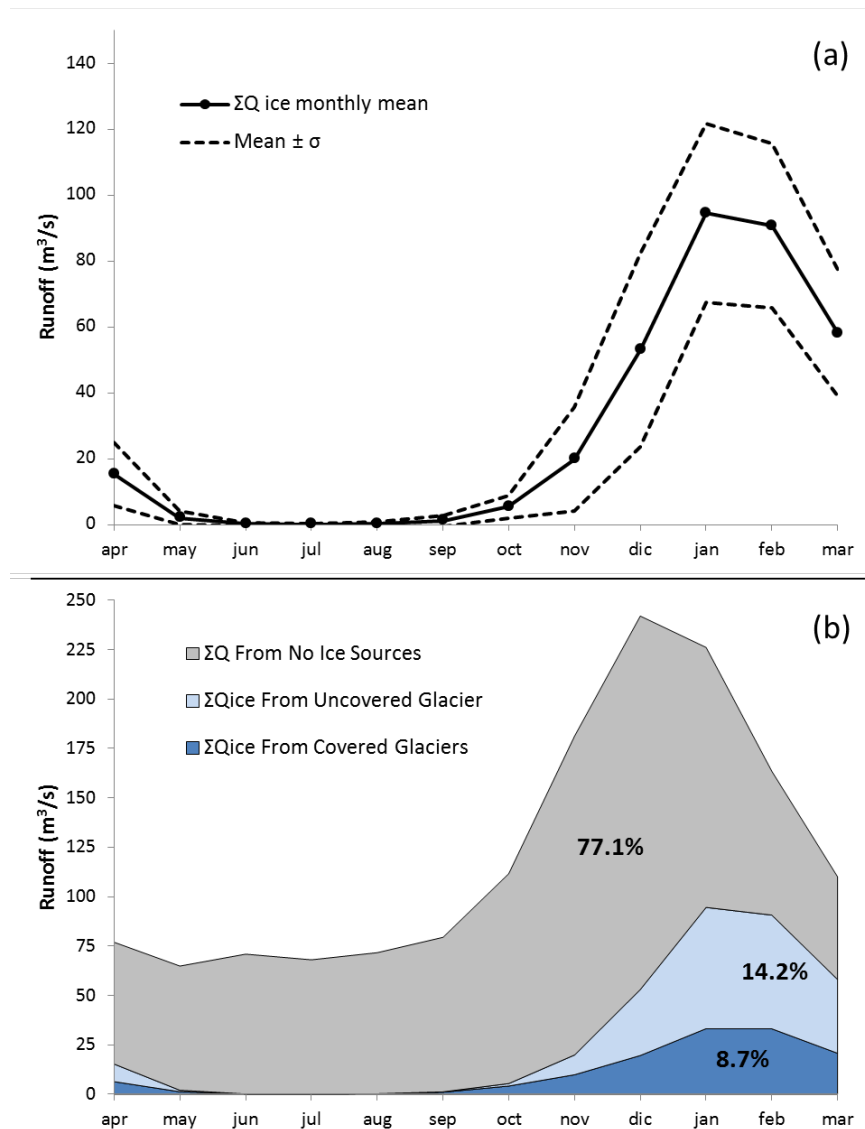 (a)
140
120
100
80
60
40
20
0
Runoff (m³/s)
ΣQ ice monthly mean
Mean ± σ
apr may jun jul aug sep oct nov dic jan feb mar
(b)
250
225
200
175
150
125
100
75
50
25
0
Runoff (m³/s)
ΣQ From No Ice Sources
ΣQice From Uncovered Glacier
ΣQice From Covered Glaciers
77.1%
14.2%
8.7%
apr may jun jul aug sep oct nov dic jan feb mar